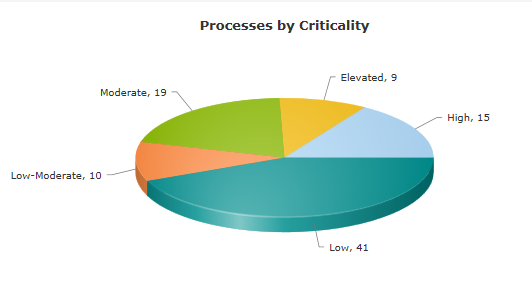 Processes by Criticality
Elevated, 9
Moderate, 19
High, 15
Low-Moderate, 10
Low, 41